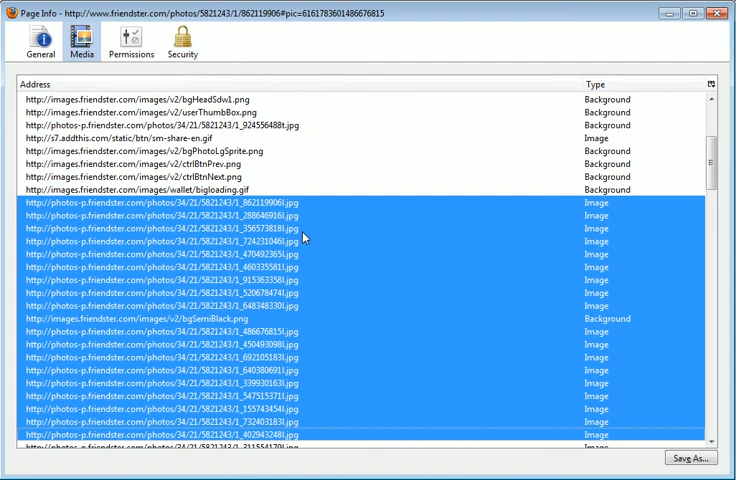 Page Info - http://www.friendster.com/photos/5821243/1/862119906#pic=6161783601486676815
General Media Permissions Security
Address Type
http://images.friendster.com/images/v2/bgHeadSdw1.png Background
http://images.friendster.com/images/v2/userThumbBox.png Background
http://photos-p.friendster.com/photos/34/21/5821243/1_924556488t.jpg Background
http://s7.addthis.com/static/btn/sm-share-en.gif Image
http://images.friendster.com/images/v2/bgPhotoLgSprite.png Background
http://images.friendster.com/images/v2/ctrlBtnPrev.png Background
http://images.friendster.com/images/v2/ctrlBtnNext.png Background
http://images.friendster.com/images/wallet/bigloading.gif Background
http://photos-p.friendster.com/photos/34/21/5821243/1_862119906l.jpg Image
http://photos-p.friendster.com/photos/34/21/5821243/1_288646916l.jpg Image
http://photos-p.friendster.com/photos/34/21/5821243/1_356573818l.jpg Image
http://photos-p.friendster.com/photos/34/21/5821243/1_724231046l.jpg Image
http://photos-p.friendster.com/photos/34/21/5821243/1_470492365l.jpg Image
http://photos-p.friendster.com/photos/34/21/5821243/1_460335581l.jpg Image
http://photos-p.friendster.com/photos/34/21/5821243/1_915363358l.jpg Image
http://photos-p.friendster.com/photos/34/21/5821243/1_520678474l.jpg Image
http://photos-p.friendster.com/photos/34/21/5821243/1_648348330l.jpg Image
http://images.friendster.com/images/v2/bgSemiBlack.png Background
http://photos-p.friendster.com/photos/34/21/5821243/1_486676815l.jpg Image
http://photos-p.friendster.com/photos/34/21/5821243/1_450493098l.jpg Image
http://photos-p.friendster.com/photos/34/21/5821243/1_692105183l.jpg Image
http://photos-p.friendster.com/photos/34/21/5821243/1_640380691l.jpg Image
http://photos-p.friendster.com/photos/34/21/5821243/1_339930163l.jpg Image
http://photos-p.friendster.com/photos/34/21/5821243/1_547515371l.jpg Image
http://photos-p.friendster.com/photos/34/21/5821243/1_155743454l.jpg Image
http://photos-p.friendster.com/photos/34/21/5821243/1_732403183l.jpg Image
http://photos-p.friendster.com/photos/34/21/5821243/1_402943248l.jpg Image
Save As...